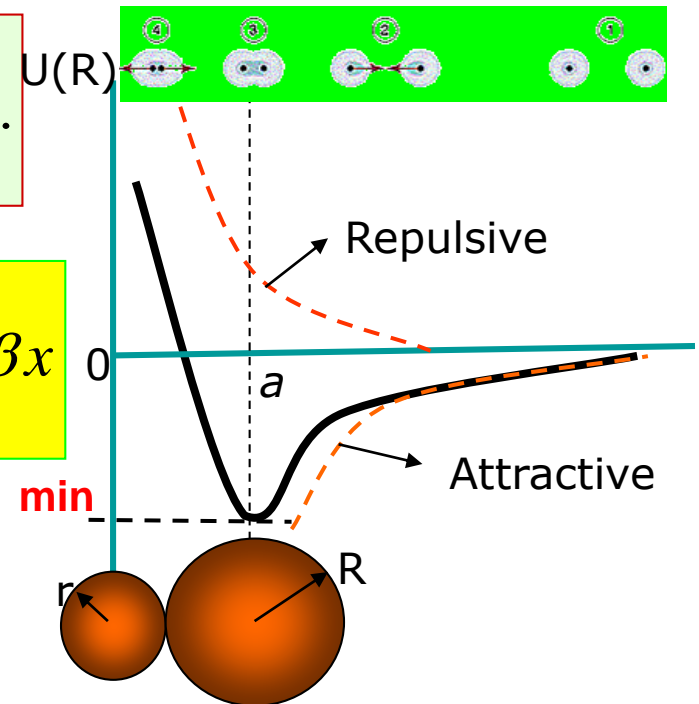 ④ ③ ② ①
U(R)
.
Repulsive
βx
0
a
Attractive
min
R
r